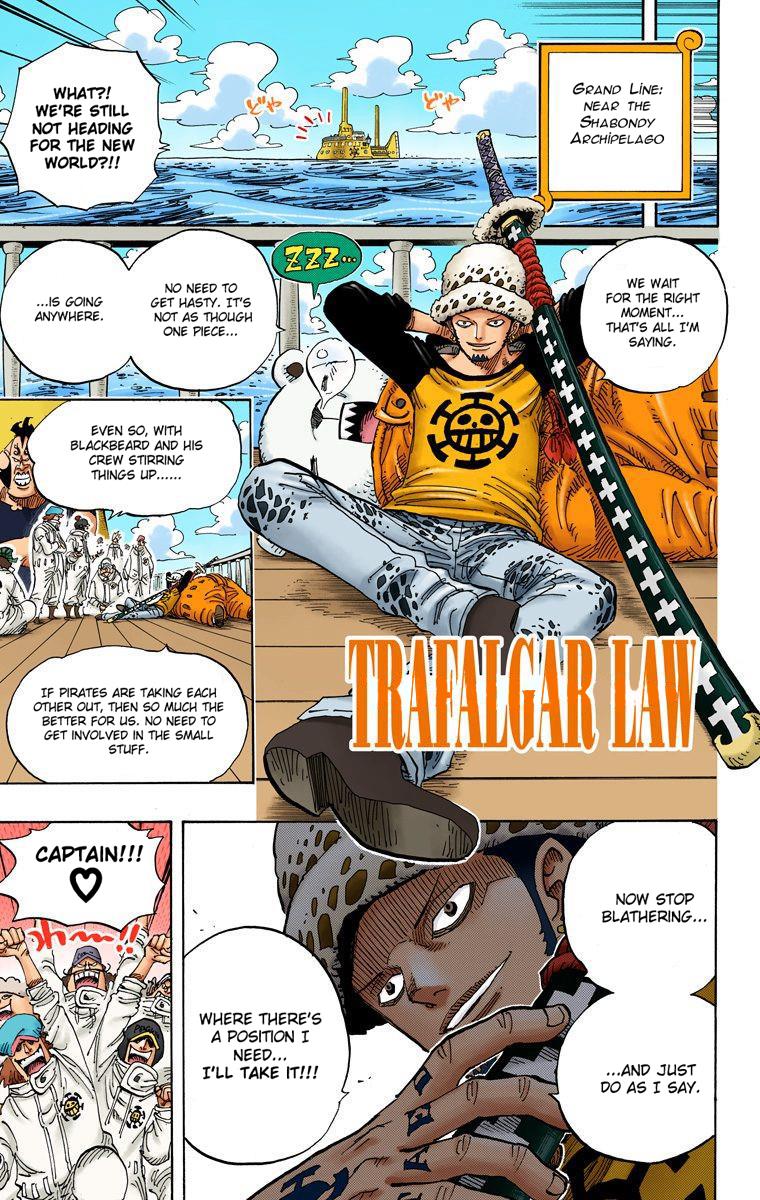 GRAND LINE:
NEAR THE
SHABONDY
ARCHIPELAGO
WHAT?!
WE'RE STILL
NOT HEADING
FOR THE NEW
WORLD?!!
どや
どや
WE WAIT
FOR THE RIGHT
MOMENT...
THAT'S ALL I'M
SAYING.
ZZZ...
NO NEED TO
GET HASTY. IT'S
NOT AS THOUGH
ONE PIECE...
...IS GOING
ANYWHERE.
EVEN SO, WITH
BLACKBEARD AND HIS
CREW STIRRING
THINGS UP......
IF PIRATES ARE TAKING EACH
OTHER OUT, THEN SO MUCH THE
BETTER FOR US. NO NEED TO
GET INVOLVED IN THE SMALL
STUFF.
TRAFALGAR LAW
NOW STOP
BLATHERING...
...AND JUST
DO AS I SAY.
WHERE THERE'S
A POSITION I
NEED...
I'LL TAKE IT!!!
CAPTAIN!!!
♡